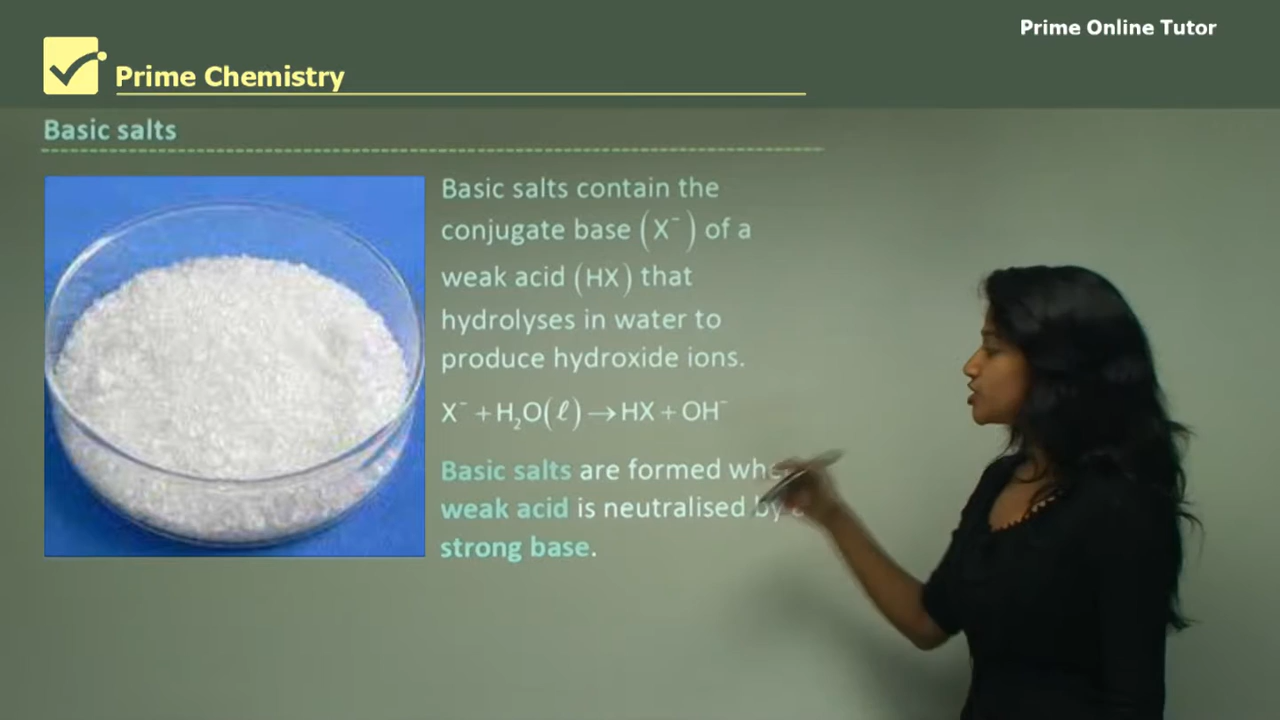 Prime Online Tutor
Prime Chemistry
Basic salts
Basic salts contain the
conjugate base (X⁻) of a
weak acid (HX) that
hydrolyses in water to
produce hydroxide ions.
X⁻ + H₂O(ℓ) → HX + OH⁻
Basic salts are formed
weak acid is neutralised by
strong base.